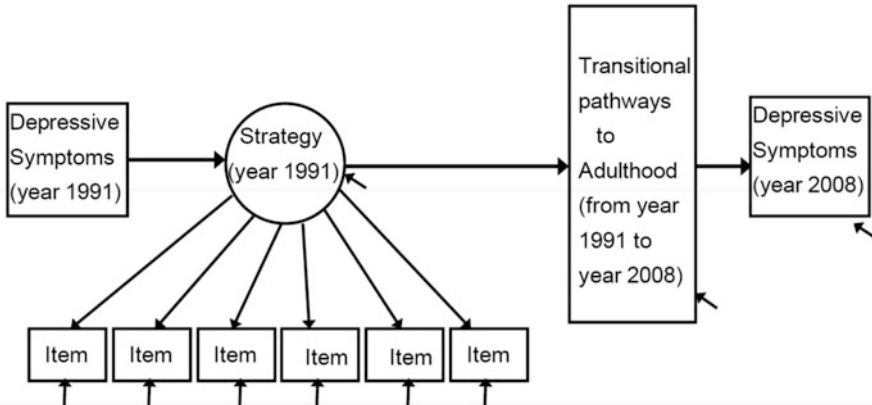 Depressive
Symptoms
(year 1991)
Strategy
(year 1991)
Transitional
pathways
to
Adulthood
(from year
1991 to
year 2008)
Depressive
Symptoms
(year 2008)
Item
Item
Item
Item
Item
Item